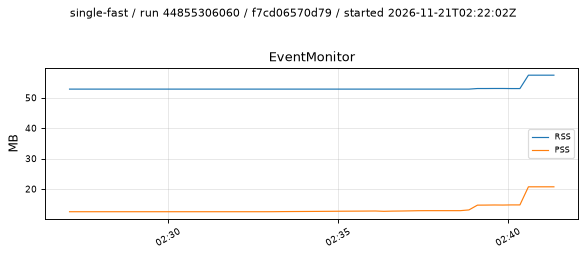 single-fast / run 44855306060 / f7cd06570d79 / started 2026-11-21T02:22:02Z
EventMonitor
MB
50
40
30
20
RSS
PSS
02:30
02:35
02:40